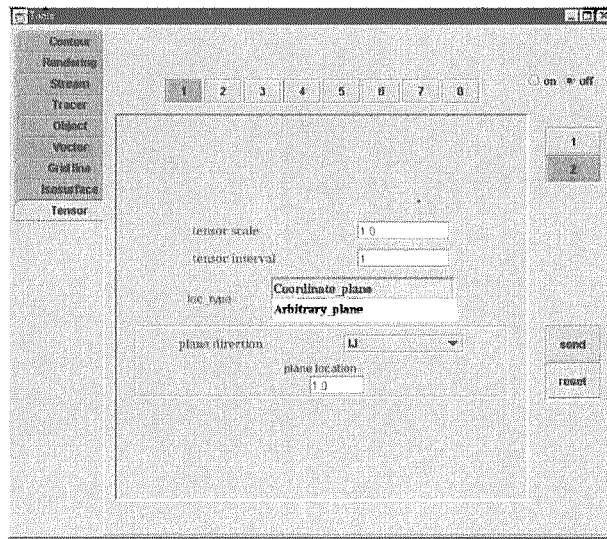 Tools
Contour
Rendering
Stream
Tracer
Object
Vector
Grid line
Isosurface
Tensor
1 2 3 4 5 6 7 8
on off
1
2
tensor scale 1.0
tensor interval 1
loc_type
Coordinate_plane
Arbitrary_plane
plane direction IJ
plane location
1.0
send
reset